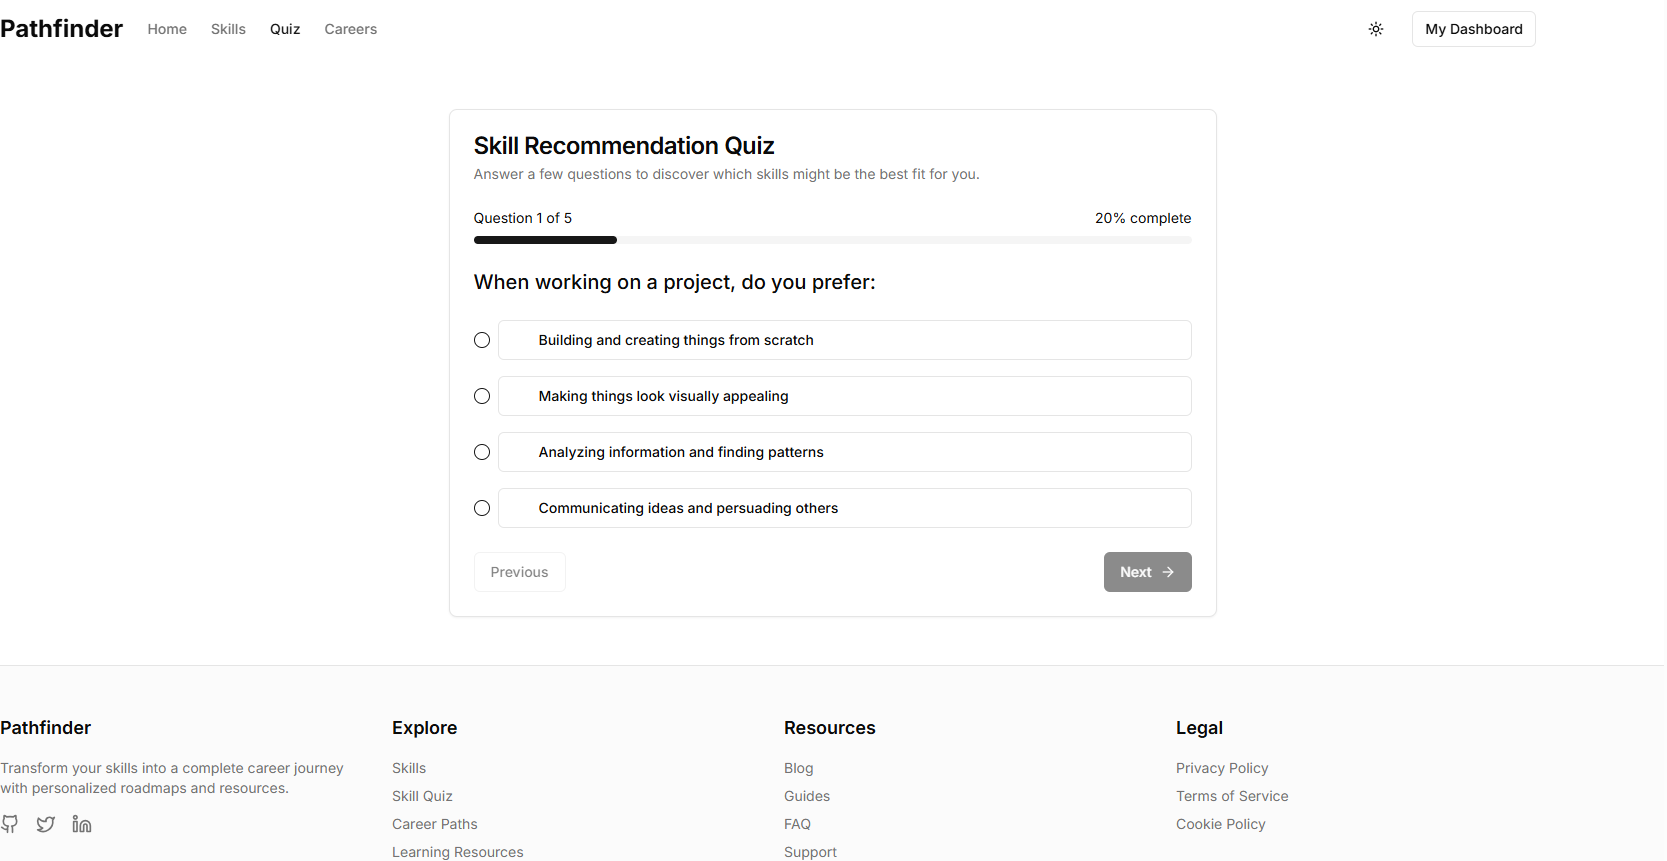 Pathfinder Home Skills Quiz Careers My Dashboard
Skill Recommendation Quiz
Answer a few questions to discover which skills might be the best fit for you.
Question 1 of 5 20% complete
When working on a project, do you prefer:
Building and creating things from scratch
Making things look visually appealing
Analyzing information and finding patterns
Communicating ideas and persuading others
Previous Next
Pathfinder
Transform your skills into a complete career journey
with personalized roadmaps and resources.
Explore
Skills
Skill Quiz
Career Paths
Learning Resources
Resources
Blog
Guides
FAQ
Support
Legal
Privacy Policy
Terms of Service
Cookie Policy